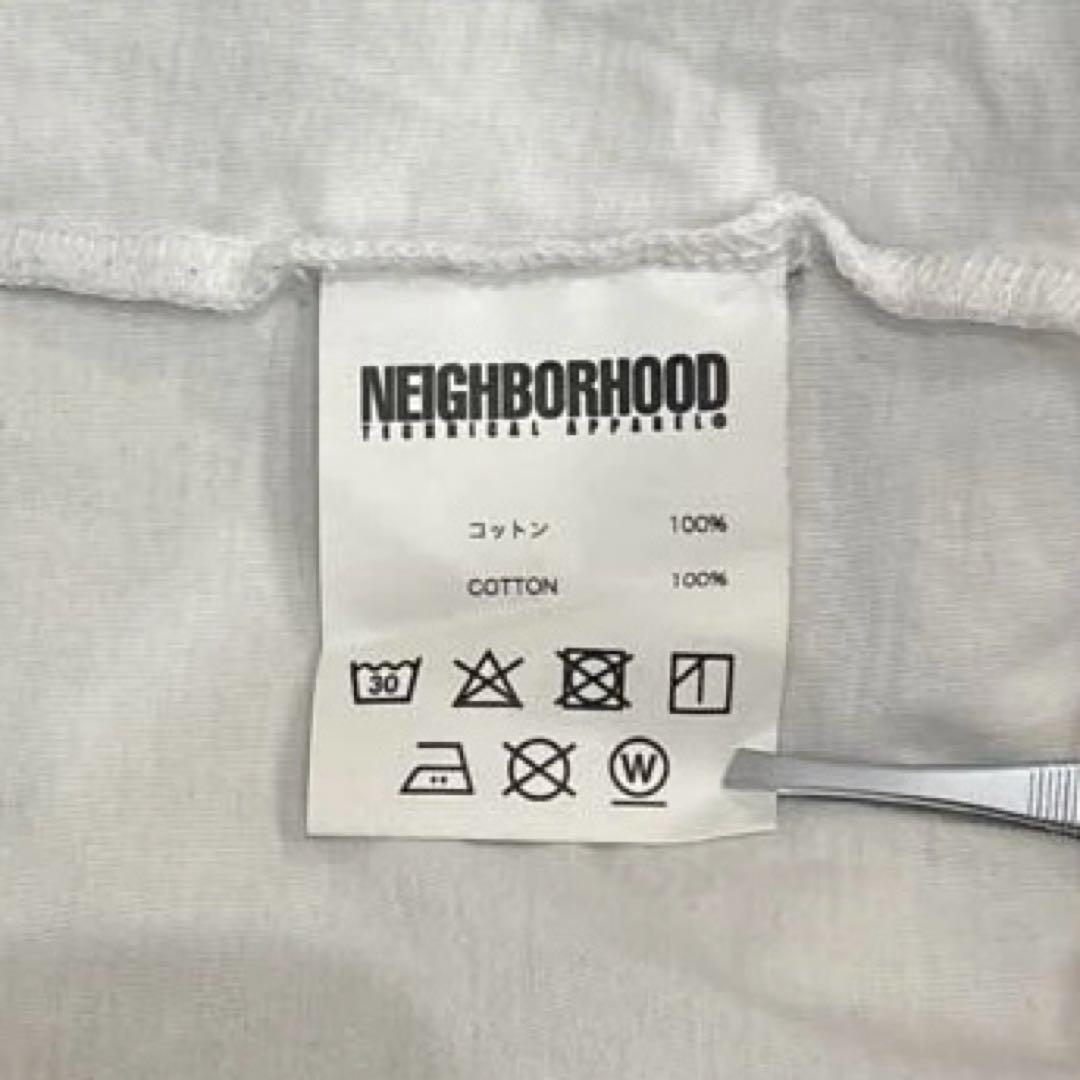 NEIGHBORHOOD
TECHNICAL APPAREL®
コットン 100%
COTTON 100%
30
W